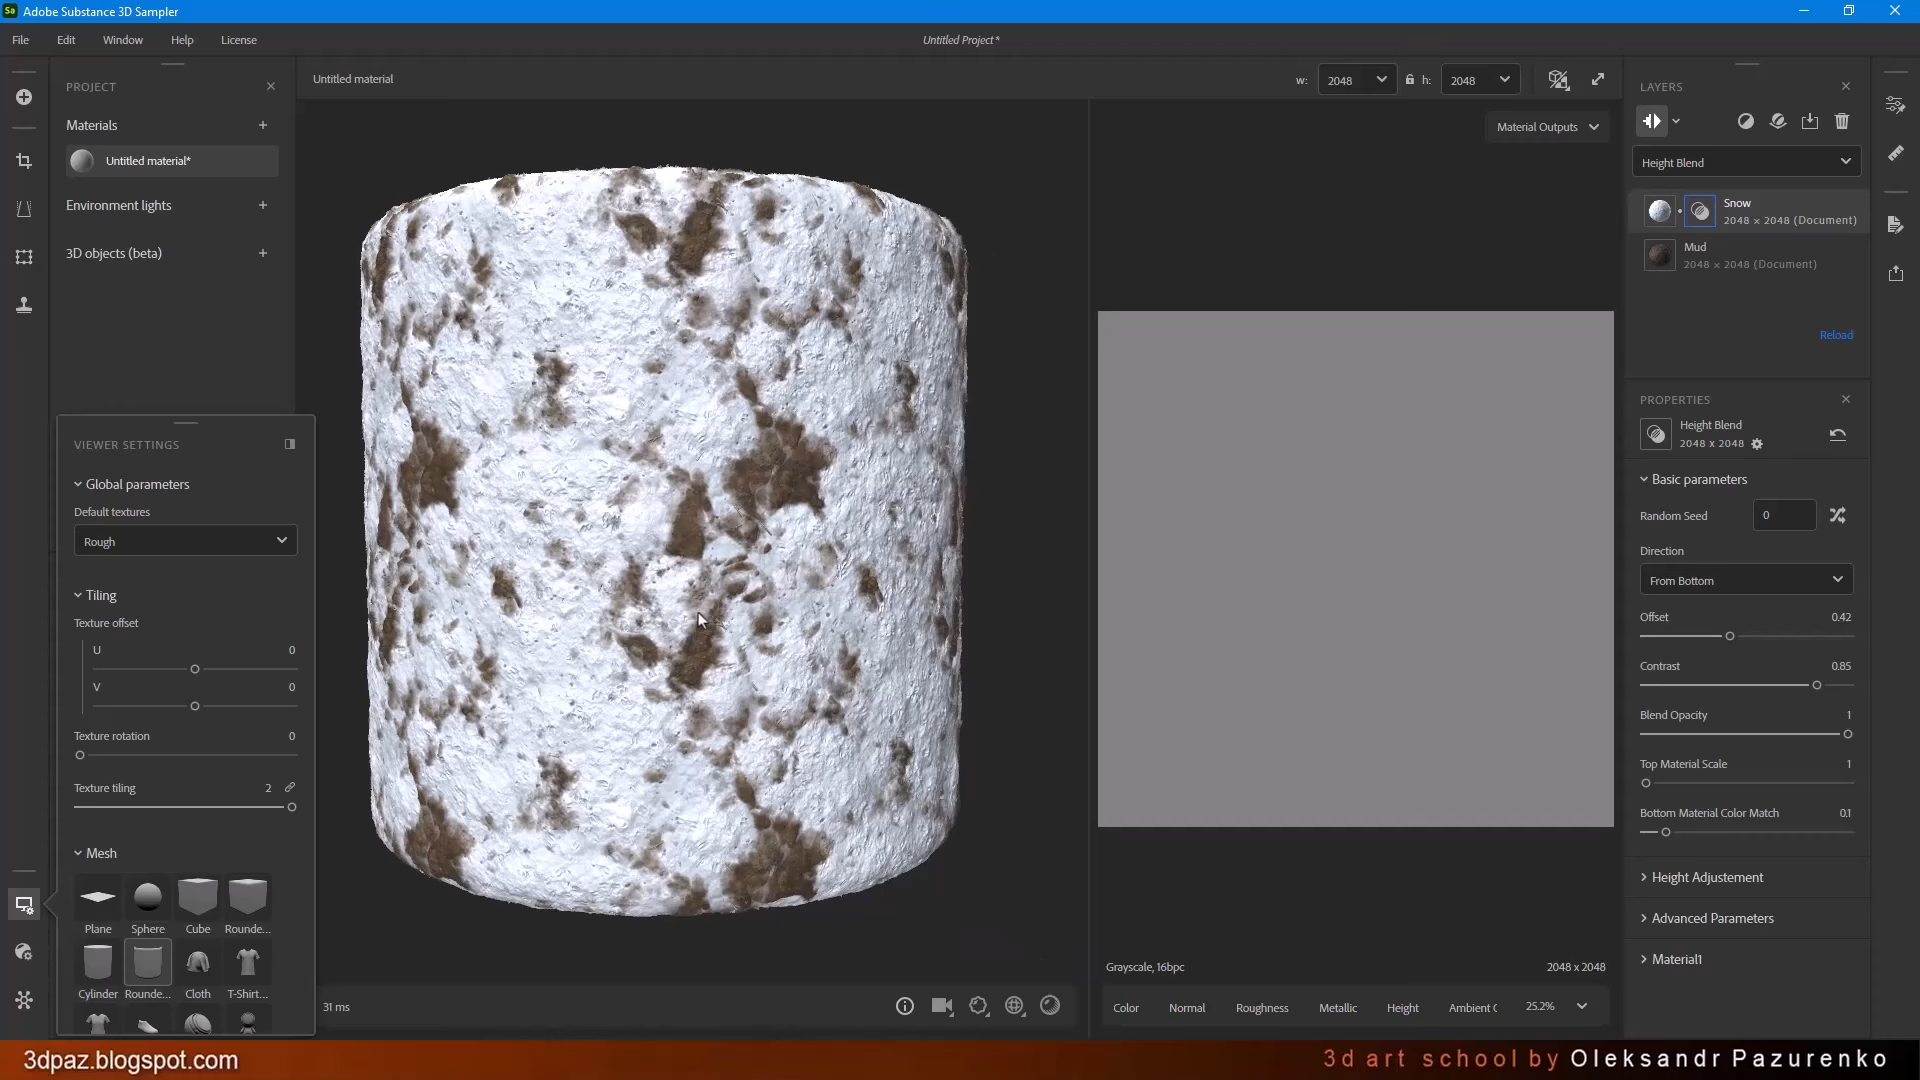 Sa Adobe Substance 3D Sampler
File Edit Window Help License
Untitled Project*
PROJECT
Materials
Untitled material*
Environment lights
3D objects (beta)
VIEWER SETTINGS
Global parameters
Default textures
Rough
Tiling
Texture offset
U 0
V 0
Texture rotation 0
Texture tiling 2
Mesh
Plane Sphere Cube Rounde...
Cylinder Rounde... Cloth T-Shirt...
Untitled material
w: 2048 h: 2048
31 ms
Material Outputs
Grayscale, 16bpc 2048 x 2048
Color Normal Roughness Metallic Height Ambient 25.2%
LAYERS
Height Blend
Snow
2048 × 2048 (Document)
Mud
2048 × 2048 (Document)
Reload
PROPERTIES
Height Blend
2048 x 2048
Basic parameters
Random Seed 0
Direction
From Bottom
Offset 0.42
Contrast 0.85
Blend Opacity 1
Top Material Scale 1
Bottom Material Color Match 0.1
Height Adjustement
Advanced Parameters
Material1
3dpaz.blogspot.com
3d art school by Oleksandr Pazurenko